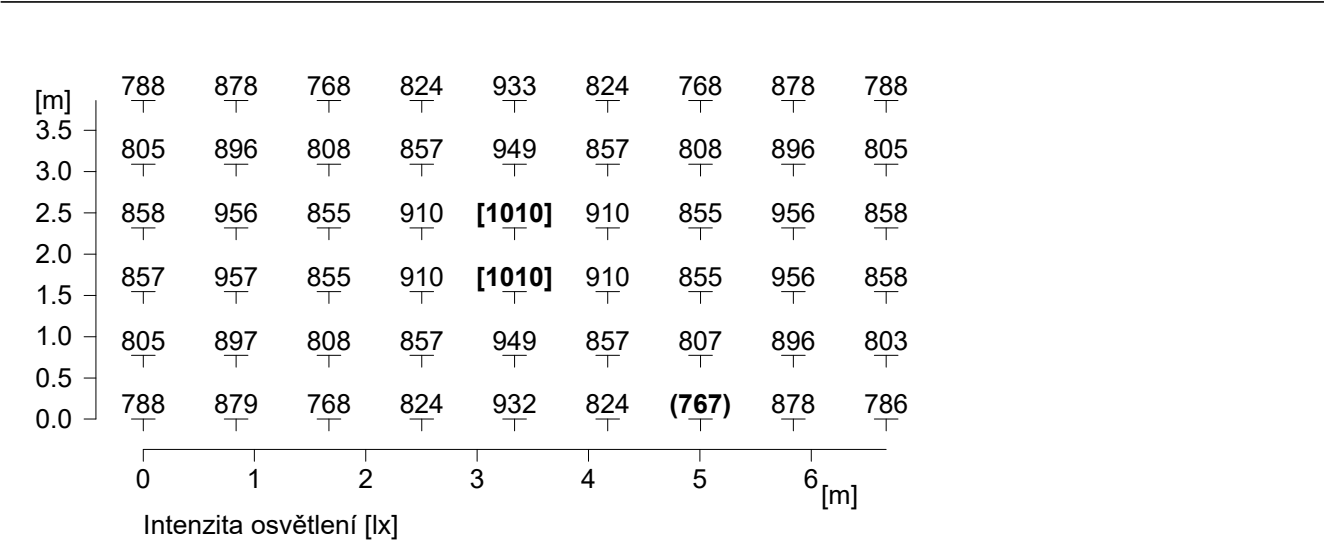 788 878 768 824 933 824 768 878 788
[m]
3.5
805 896 808 857 949 857 808 896 805
3.0
2.5 858 956 855 910 [1010] 910 855 956 858
2.0
857 957 855 910 [1010] 910 855 956 858
1.5
1.0 805 897 808 857 949 857 807 896 803
0.5
788 879 768 824 932 824 (767) 878 786
0.0
0 1 2 3 4 5 6 [m]
Intenzita osvětlení [lx]